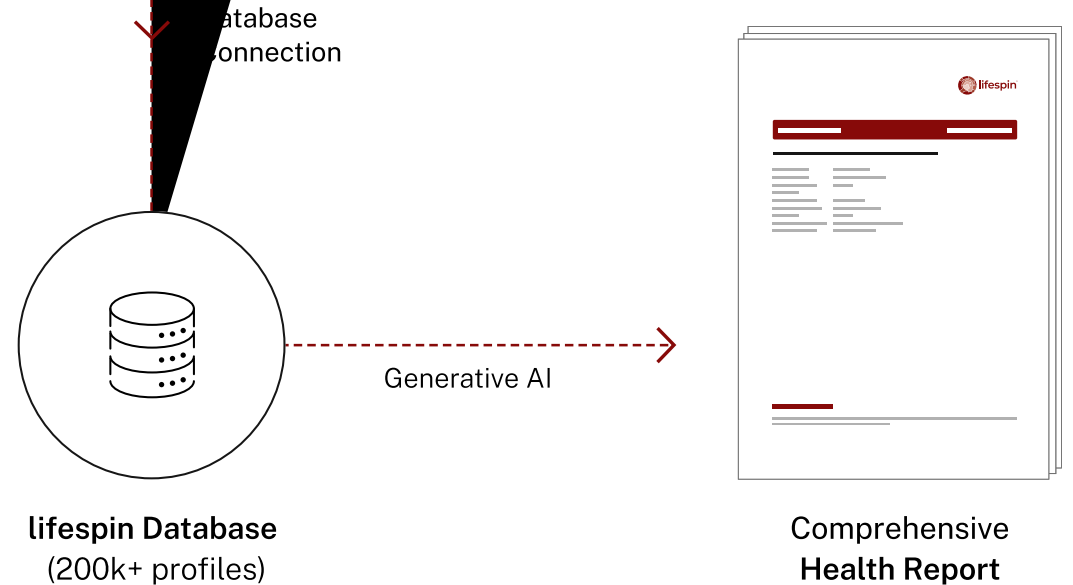 atabase
onnection
lifespin
Generative AI
lifespin Database
(200k+ profiles)
Comprehensive
Health Report